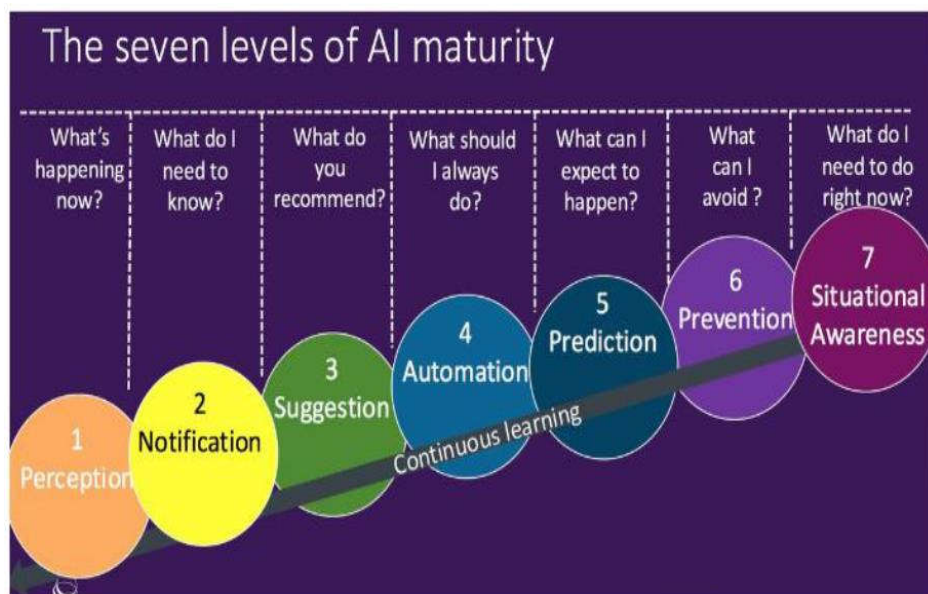 The seven levels of AI maturity
What's
happening
now?
What do I
need to
know?
What do
you
recommend?
What should
I always
do?
What can I
expect to
happen?
What
can I
avoid ?
What do I
need to do
right now?
1
Perception
2
Notification
3
Suggestion
4
Automation
5
Prediction
6
Prevention
7
Situational
Awareness
Continuous learning